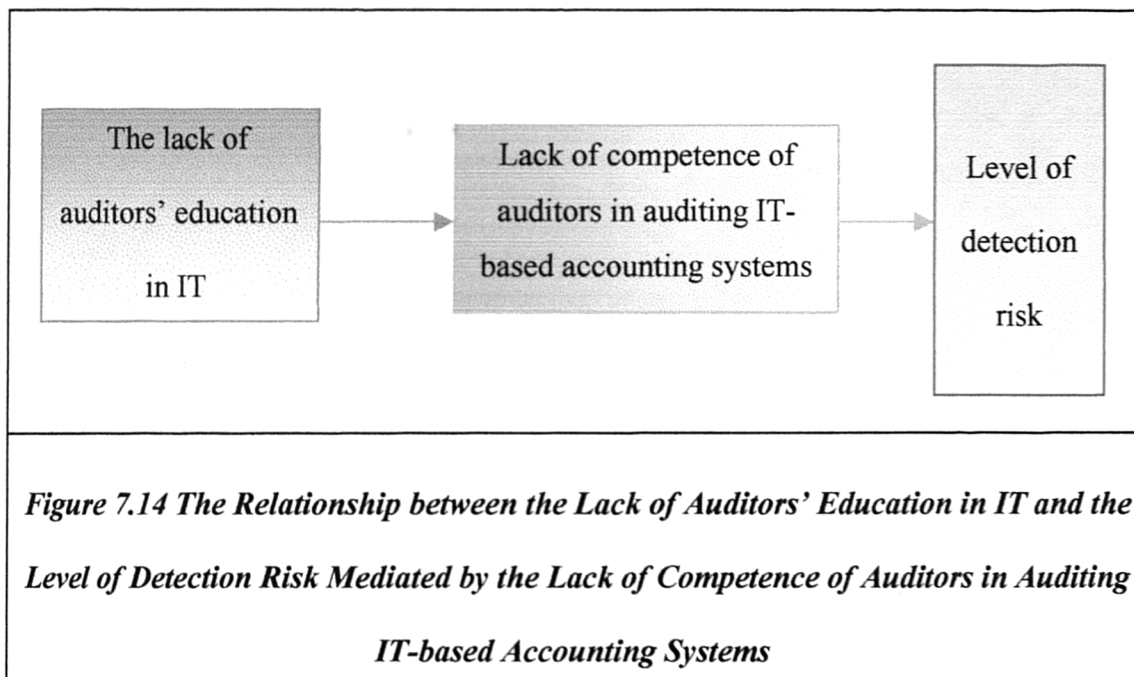 The lack of
auditors’ education
in IT
Lack of competence of
auditors in auditing IT-
based accounting systems
Level of
detection
risk
Figure 7.14 The Relationship between the Lack of Auditors’ Education in IT and the
Level of Detection Risk Mediated by the Lack of Competence of Auditors in Auditing
IT-based Accounting Systems